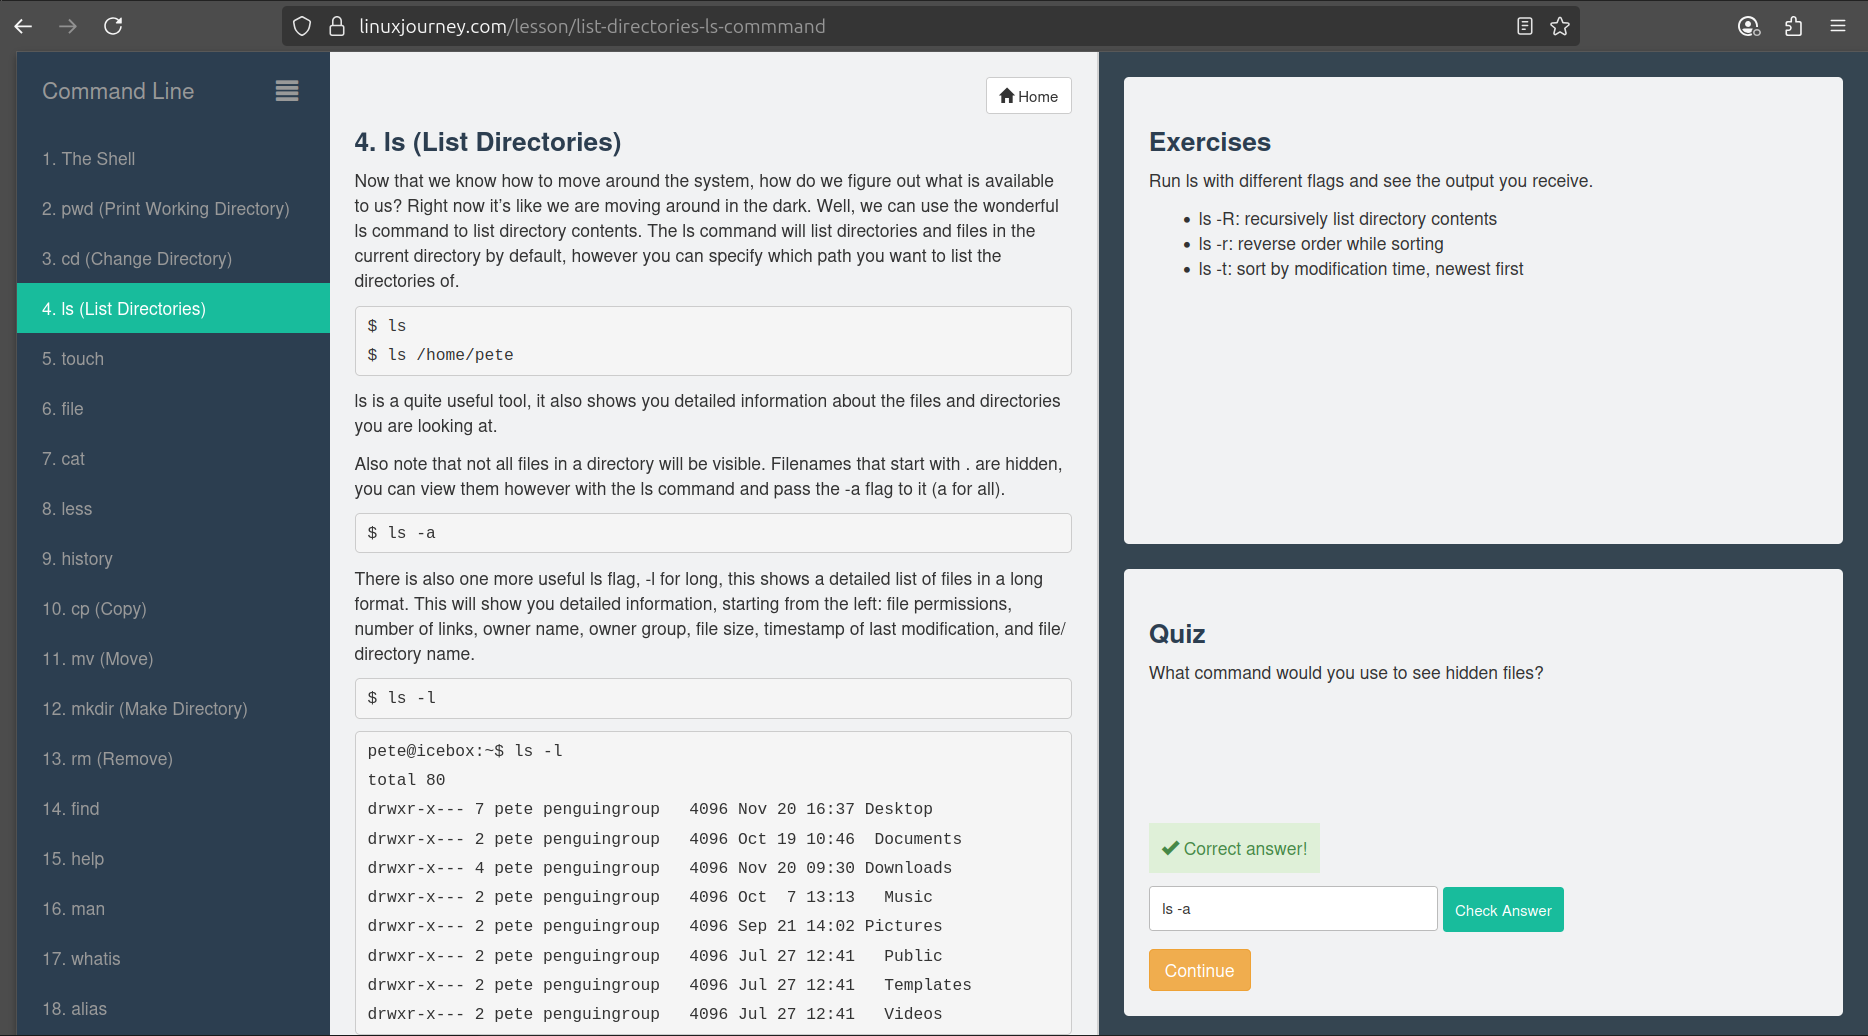 linuxjourney.com/lesson/list-directories-ls-commmand
Command Line
1. The Shell
2. pwd (Print Working Directory)
3. cd (Change Directory)
4. ls (List Directories)
5. touch
6. file
7. cat
8. less
9. history
10. cp (Copy)
11. mv (Move)
12. mkdir (Make Directory)
13. rm (Remove)
14. find
15. help
16. man
17. whatis
18. alias
Home
4. ls (List Directories)
Now that we know how to move around the system, how do we figure out what is available
to us? Right now it’s like we are moving around in the dark. Well, we can use the wonderful
ls command to list directory contents. The ls command will list directories and files in the
current directory by default, however you can specify which path you want to list the
directories of.
$ ls
$ ls /home/pete
ls is a quite useful tool, it also shows you detailed information about the files and directories
you are looking at.
Also note that not all files in a directory will be visible. Filenames that start with . are hidden,
you can view them however with the ls command and pass the -a flag to it (a for all).
$ ls -a
There is also one more useful ls flag, -l for long, this shows a detailed list of files in a long
format. This will show you detailed information, starting from the left: file permissions,
number of links, owner name, owner group, file size, timestamp of last modification, and file/
directory name.
$ ls -l
pete@icebox:~$ ls -l
total 80
drwxr-x--- 7 pete penguingroup   4096 Nov 20 16:37 Desktop
drwxr-x--- 2 pete penguingroup   4096 Oct 19 10:46  Documents
drwxr-x--- 4 pete penguingroup   4096 Nov 20 09:30 Downloads
drwxr-x--- 2 pete penguingroup   4096 Oct  7 13:13   Music
drwxr-x--- 2 pete penguingroup   4096 Sep 21 14:02 Pictures
drwxr-x--- 2 pete penguingroup   4096 Jul 27 12:41   Public
drwxr-x--- 2 pete penguingroup   4096 Jul 27 12:41   Templates
drwxr-x--- 2 pete penguingroup   4096 Jul 27 12:41   Videos
Exercises
Run ls with different flags and see the output you receive.
• ls -R: recursively list directory contents
• ls -r: reverse order while sorting
• ls -t: sort by modification time, newest first
Quiz
What command would you use to see hidden files?
Correct answer!
ls -a
Check Answer
Continue